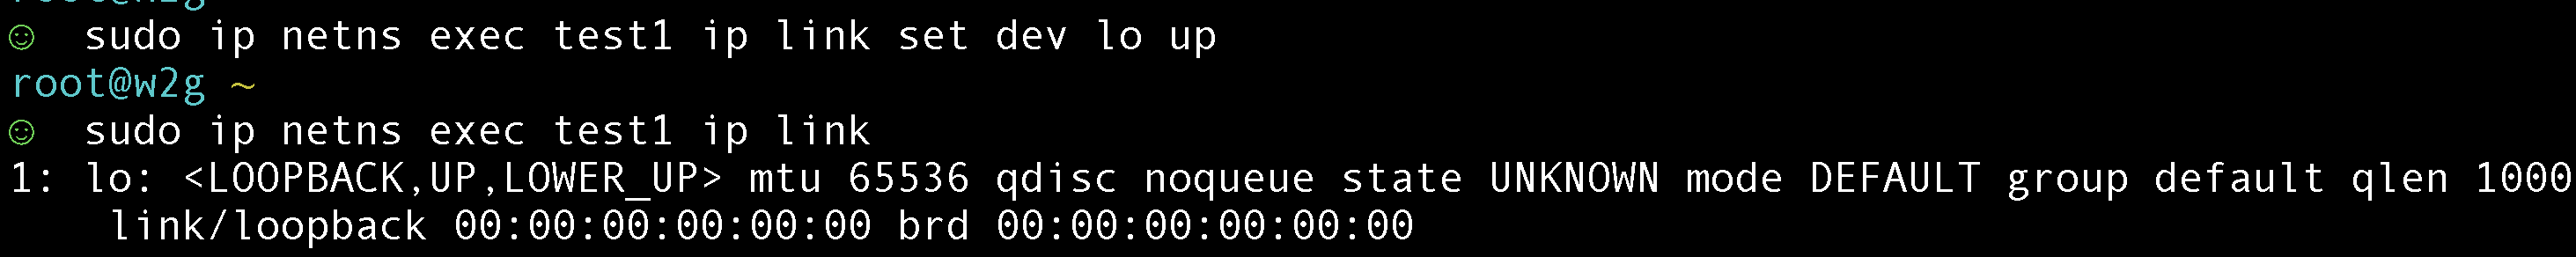 ☺ sudo ip netns exec test1 ip link set dev lo up
root@w2g ~
☺ sudo ip netns exec test1 ip link
1: lo: <LOOPBACK,UP,LOWER_UP> mtu 65536 qdisc noqueue state UNKNOWN mode DEFAULT group default qlen 1000
    link/loopback 00:00:00:00:00:00 brd 00:00:00:00:00:00